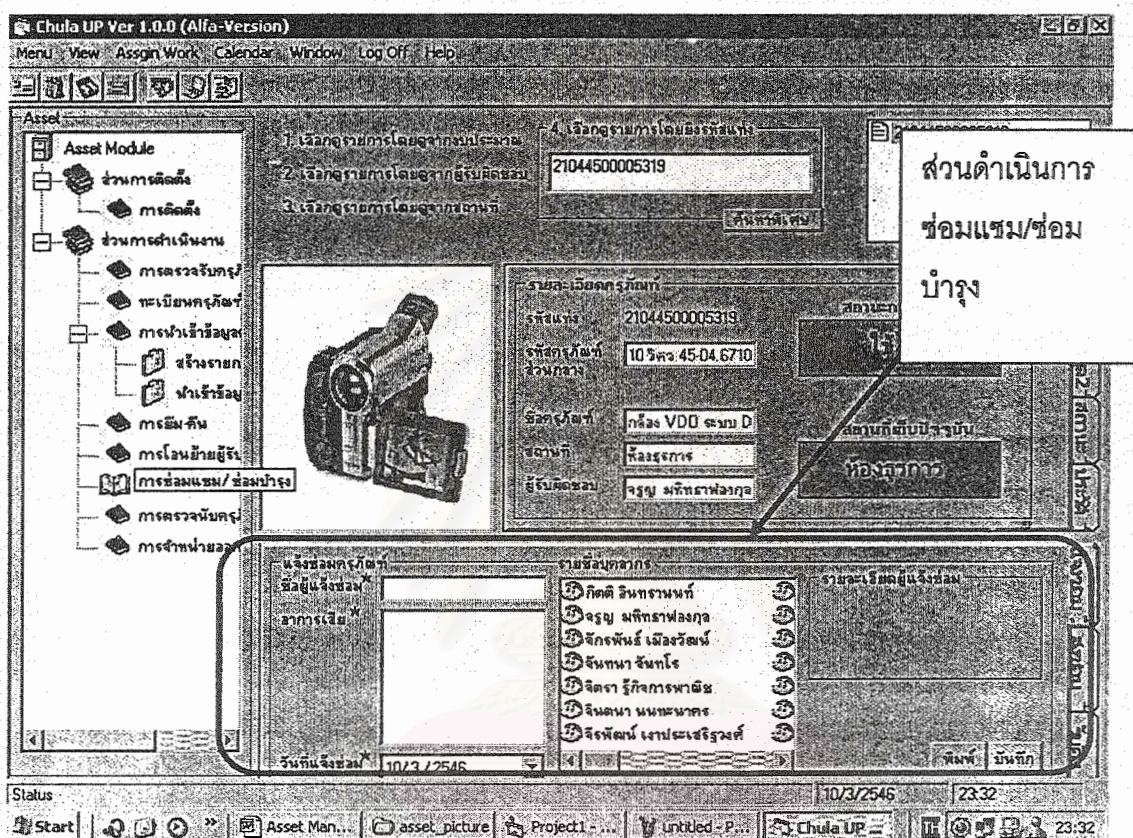 Chula UP Ver 1.0.0 (Alfa-Version)
Menu View Assgin Work Calendar Window Log Off Help
Asset
Asset Module
ส่วนการติดตั้ง
การติดตั้ง
ส่วนการดำเนินงาน
การตรวจรับครุภั
ทะเบียนครุภัณฑ์
การนำเข้าข้อมูล
สร้างรายก
นำเข้าข้อมู
การยืม-คืน
การโอนย้ายผู้รับ
การซ่อมแซม/ ซ่อมบำรุง
การตรวจนับครุภั
การจำหน่ายออก
1. เลือกดูรายการโดยดูจากงบประมาณ
2. เลือกดูรายการโดยดูจากผู้รับผิดชอบ
3. เลือกดูรายการโดยดูจากสถานที่
4. เลือกดูรายการโดยยิงรหัสแท่ง
21044500005319
ค้นหาพิเศษ
ส่วนดำเนินการ
ซ่อมแซม/ซ่อม
บำรุง
รายละเอียดครุภัณฑ์
รหัสแท่ง 21044500005319
รหัสครุภัณฑ์
ส่วนกลาง
10 วิศว 45-04.6710
ชื่อครุภัณฑ์ กล้อง VDO ระบบ D
สถานที่ ห้องธุรการ
ผู้รับผิดชอบ จรูญ มหิทธาฟองกุล
สถานที่เก็บปัจจุบัน
ห้องธุรการ
สถานะ
ประวัติ
แจ้งซ่อมครุภัณฑ์
ชื่อผู้แจ้งซ่อม*
อาการเสีย*
วันที่แจ้งซ่อม* 10/3 /2546
รายชื่อบุคลากร
กิตติ อินทรานนท์
จรูญ มหิทธาฟองกุล
จักรพันธ์ เมืองวัฒน์
จันทนา จันทโร
จิตรา รู้กิจการพานิช
จินตนา นนทะนาคร
จีรพัฒน์ เงาประเสริฐวงศ์
รายละเอียดผู้แจ้งซ่อม
พิมพ์ บันทึก
Status 10/3/2546 23:32
Start Asset Man... asset_picture Project1 - ... untitled - P... Chula UP 23:32